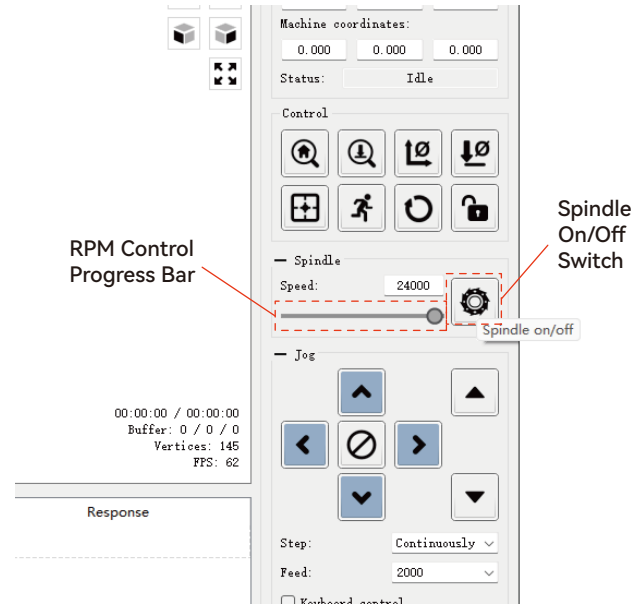 Machine coordinates:
0.000 0.000 0.000
Status: Idle
Control
Spindle
On/Off
Switch
RPM Control
Progress Bar
Spindle
Speed: 24000
Spindle on/off
Jog
00:00:00 / 00:00:00
Buffer: 0 / 0 / 0
Vertices: 145
FPS: 62
Response
Step: Continuously
Feed: 2000
Keyboard control